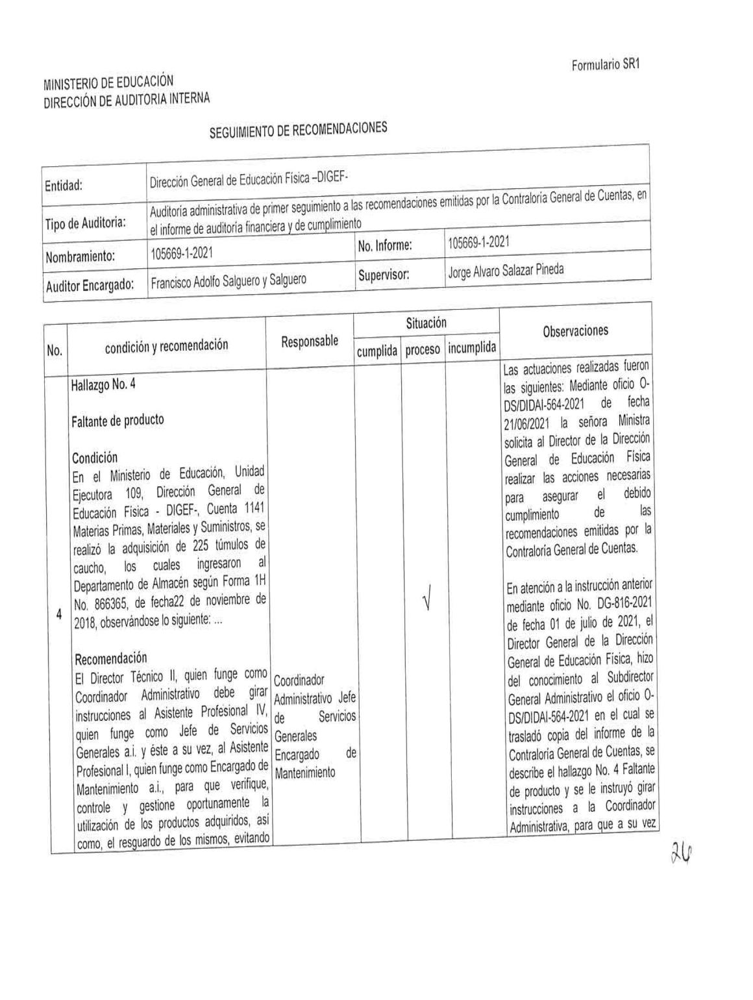 Formulario SR1
MINISTERIO DE EDUCACIÓN
DIRECCIÓN DE AUDITORIA INTERNA
SEGUIMIENTO DE RECOMENDACIONES
Entidad:
Dirección General de Educación Física –DIGEF-
Tipo de Auditoria:
Auditoría administrativa de primer seguimiento a las recomendaciones emitidas por la Contraloría General de Cuentas, en
el informe de auditoría financiera y de cumplimiento
Nombramiento:
105669-1-2021
No. Informe:
105669-1-2021
Auditor Encargado:
Francisco Adolfo Salguero y Salguero
Supervisor:
Jorge Alvaro Salazar Pineda
No.
condición y recomendación
Responsable
Situación
cumplida
proceso
incumplida
Observaciones
4
Hallazgo No. 4
Faltante de producto
Condición
En el Ministerio de Educación, Unidad
Ejecutora 109, Dirección General de
Educación Física - DIGEF-, Cuenta 1141
Materias Primas, Materiales y Suministros, se
realizó la adquisición de 225 túmulos de
caucho, los cuales ingresaron al
Departamento de Almacén según Forma 1H
No. 866365, de fecha22 de noviembre de
2018, observándose lo siguiente: ...
Recomendación
El Director Técnico II, quien funge como
Coordinador Administrativo debe girar
instrucciones al Asistente Profesional IV,
quien funge como Jefe de Servicios
Generales a.i. y éste a su vez, al Asistente
Profesional I, quien funge como Encargado de
Mantenimiento a.i., para que verifique,
controle y gestione oportunamente la
utilización de los productos adquiridos, así
como, el resguardo de los mismos, evitando
Coordinador
Administrativo Jefe
de Servicios
Generales
Encargado de
Mantenimiento
√
Las actuaciones realizadas fueron
las siguientes: Mediante oficio O-
DS/DIDAI-564-2021 de fecha
21/06/2021 la señora Ministra
solicita al Director de la Dirección
General de Educación Física
realizar las acciones necesarias
para asegurar el debido
cumplimiento de las
recomendaciones emitidas por la
Contraloría General de Cuentas.
En atención a la instrucción anterior
mediante oficio No. DG-816-2021
de fecha 01 de julio de 2021, el
Director General de la Dirección
General de Educación Física, hizo
del conocimiento al Subdirector
General Administrativo el oficio O-
DS/DIDAI-564-2021 en el cual se
trasladó copia del informe de la
Contraloría General de Cuentas, se
describe el hallazgo No. 4 Faltante
de producto y se le instruyó girar
instrucciones a la Coordinador
Administrativa, para que a su vez